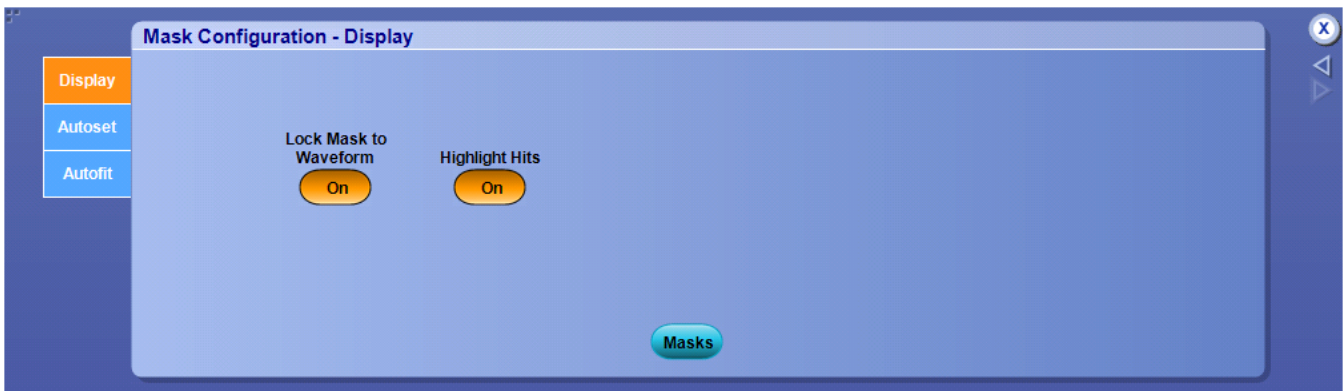 Mask Configuration - Display
X
Display
Autoset
Autofit
Lock Mask to
Waveform
On
Highlight Hits
On
Masks